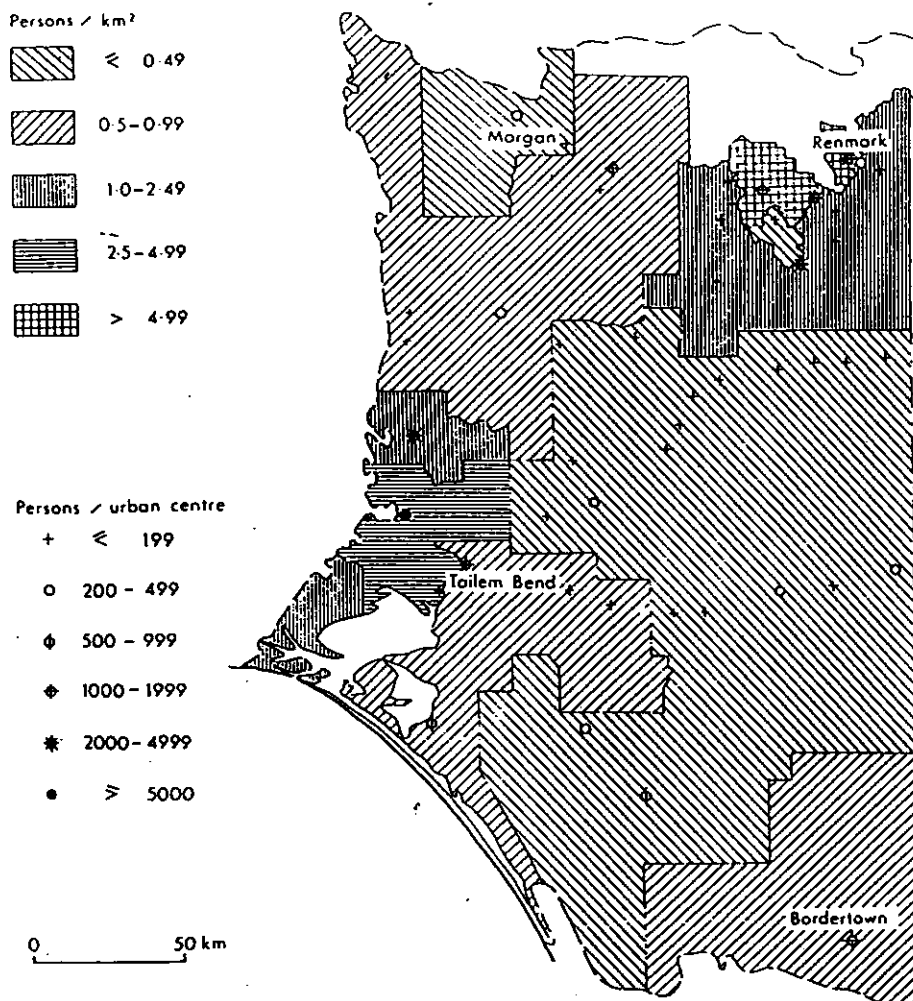 Persons / km²
≤ 0·49
0·5–0·99
1·0–2·49
2·5–4·99
> 4·99
Persons / urban centre
≤ 199
200 – 499
500 – 999
1000 – 1999
2000 – 4999
≥ 5000
0 50 km
Morgan
Renmark
Tailem Bend
Bordertown